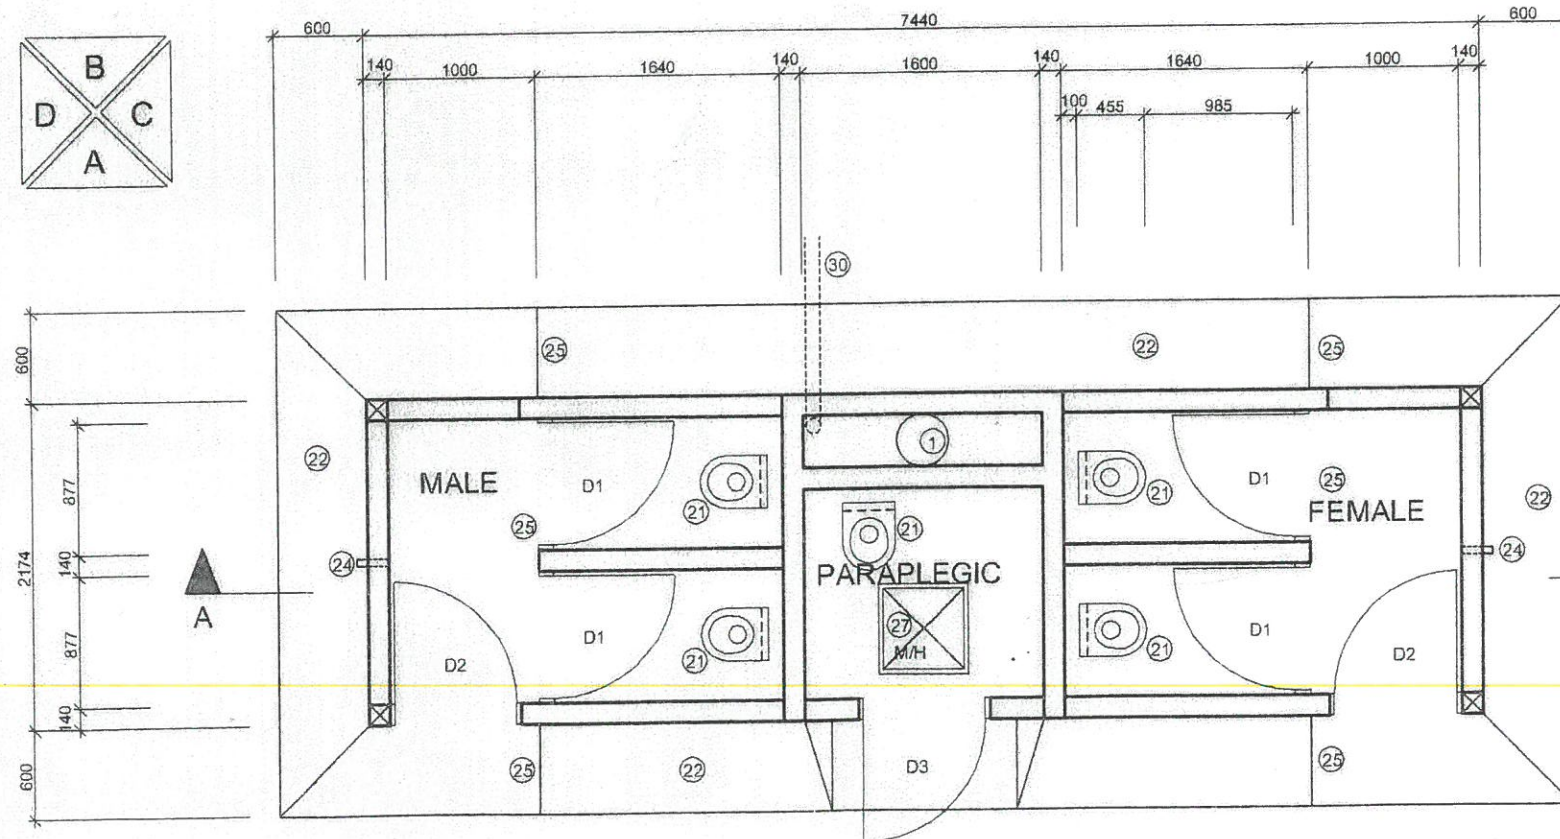 600 7440 600
140 1000 1640 140 1600 140 1640 1000 140
100 455 985
B
D C
A
30
600
25 22 25
22
1
877
MALE
D1 21 21 D1 25
FEMALE
22
25
21
2174
140
24 24
PARAPLEGIC
A
27
M/H
877
D1 21 21 D1
D2 D2
140
600
25 22 D3 25